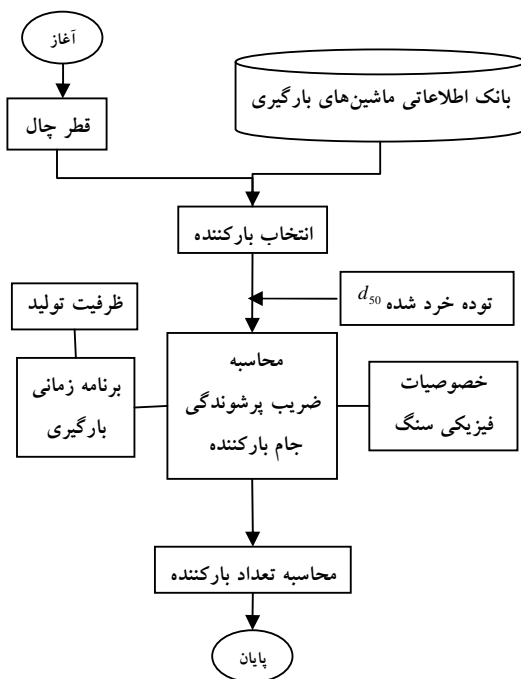 آغاز
بانک اطلاعاتی ماشین‌های بارگیری
قطر چال
انتخاب بارکننده
توده خرد شده d50
ظرفیت تولید
محاسبه
ضریب پرشوندگی
جام بارکننده
برنامه زمانی
بارگیری
خصوصیات
فیزیکی سنگ
محاسبه تعداد بارکننده
پایان